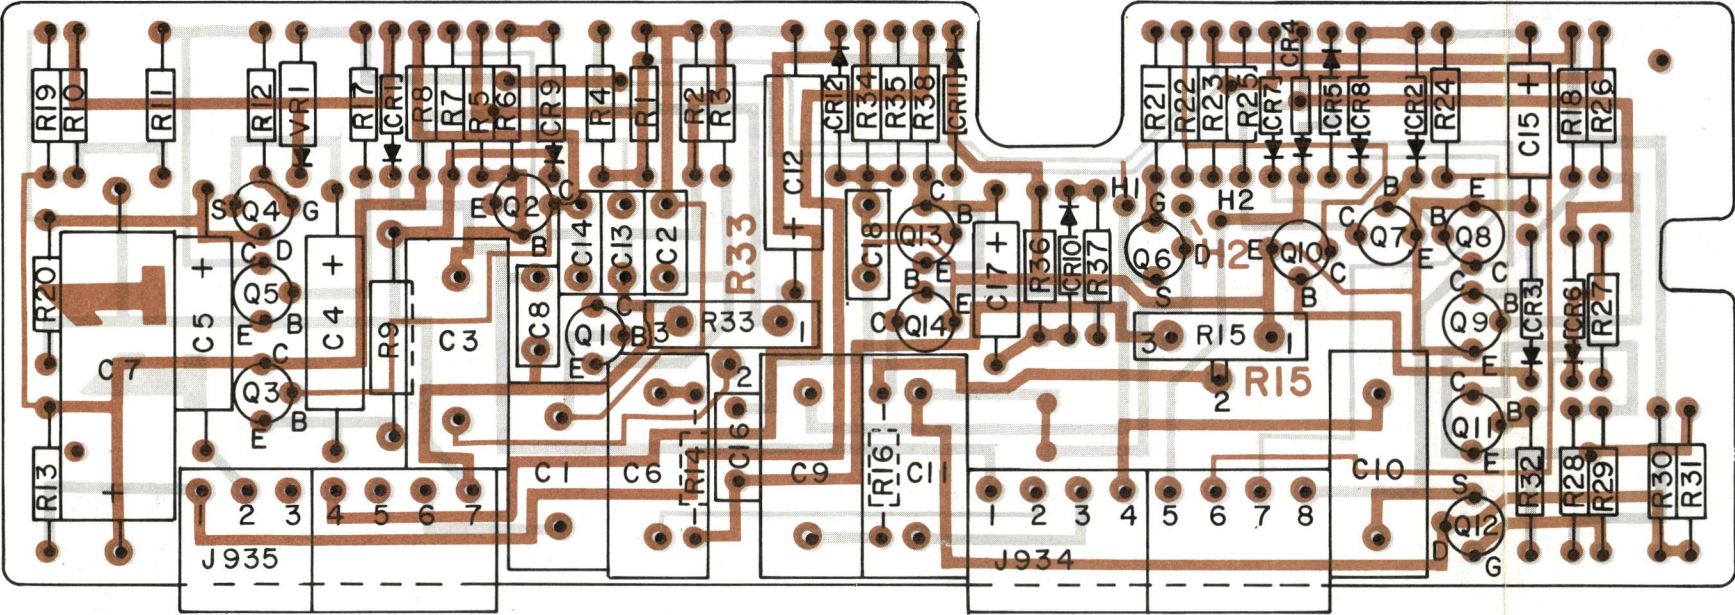 R19 R10 R11 R12 VR1 R17 CR1 R8 R7 R5 R6 CR9 R4 R1 R2 R3 CR2 R34 R35 R38 CR11 R21 R22 R23 R25 CR7 CR4 CR5 CR8 CR2 R24 + C15 R18 R26
S Q4 G D E Q2 C B C14 C13 C2 R33 C12 + C18 C Q13 B E C17 + R36 CR10 R37 H1 G Q6 D S H2 H2 E Q10 C B B C Q7 E E B Q8 C
R20 1 C7 + C5 + C4 C Q5 B E C Q3 B E + R9 C3 C8 C Q1 B E 3 R33 1 B E C Q14 3 R15 1 2 R15 B Q9 E CR3 CR6 R27
R13 C1 C6 R14 2 C16 C9 R16 C11 C10 C Q11 B E R32 R28 R29 R30 R31
1 2 3 4 5 6 7 1 2 3 4 5 6 7 8 S Q12 D G
J935 J934